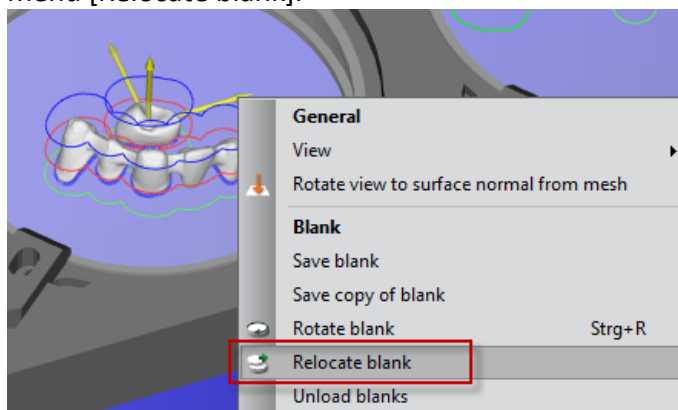 menu [Relocate blank].
General
View
Rotate view to surface normal from mesh
Blank
Save blank
Save copy of blank
Rotate blank Strg+R
Relocate blank
Unload blanks